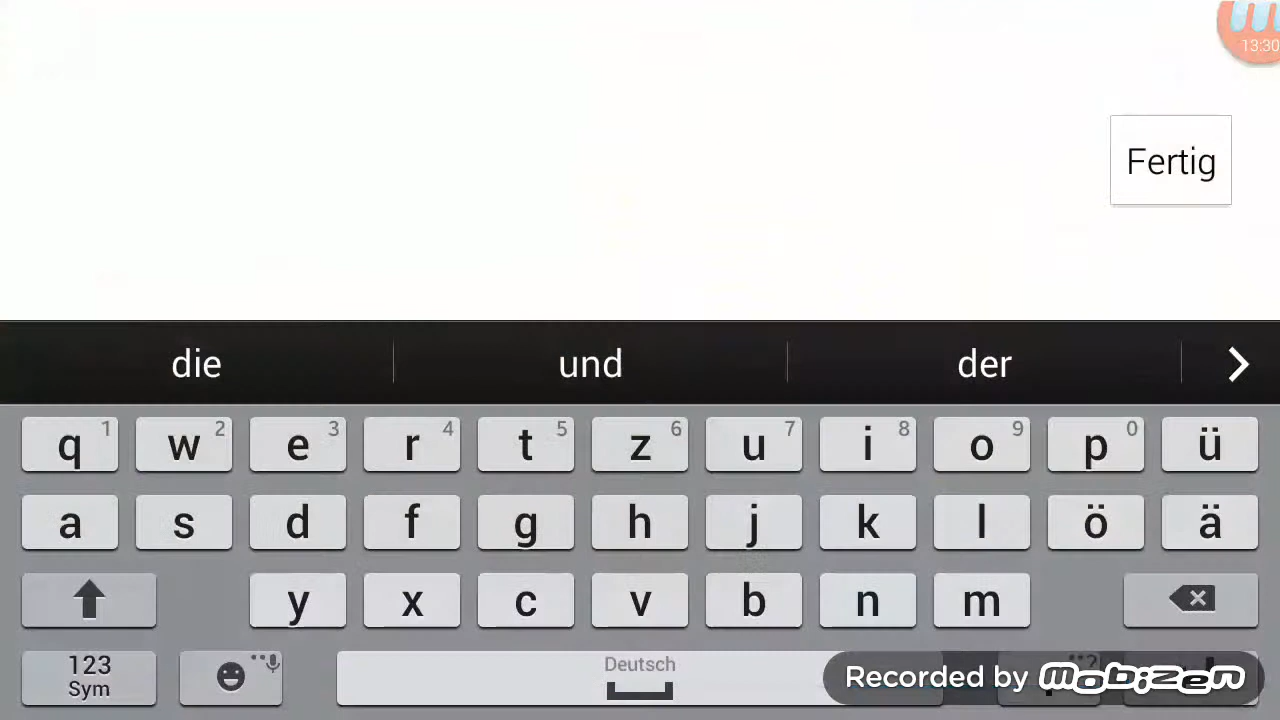 13:30
Fertig
die und der
q 1 w 2 e 3 r 4 t 5 z 6 u 7 i 8 o 9 p 0 ü
a s d f g h j k l ö ä
y x c v b n m
123
Sym
Deutsch
Recorded by mobizen